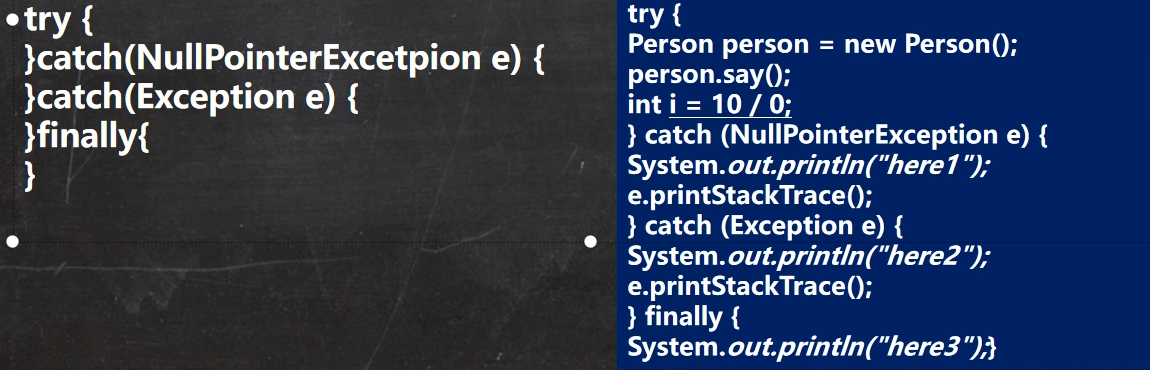 try {
}catch(NullPointerExcetpion e) {
}catch(Exception e) {
}finally{
}
try {
Person person = new Person();
person.say();
int i = 10 / 0;
} catch (NullPointerException e) {
System.out.println("here1");
e.printStackTrace();
} catch (Exception e) {
System.out.println("here2");
e.printStackTrace();
} finally {
System.out.println("here3");}